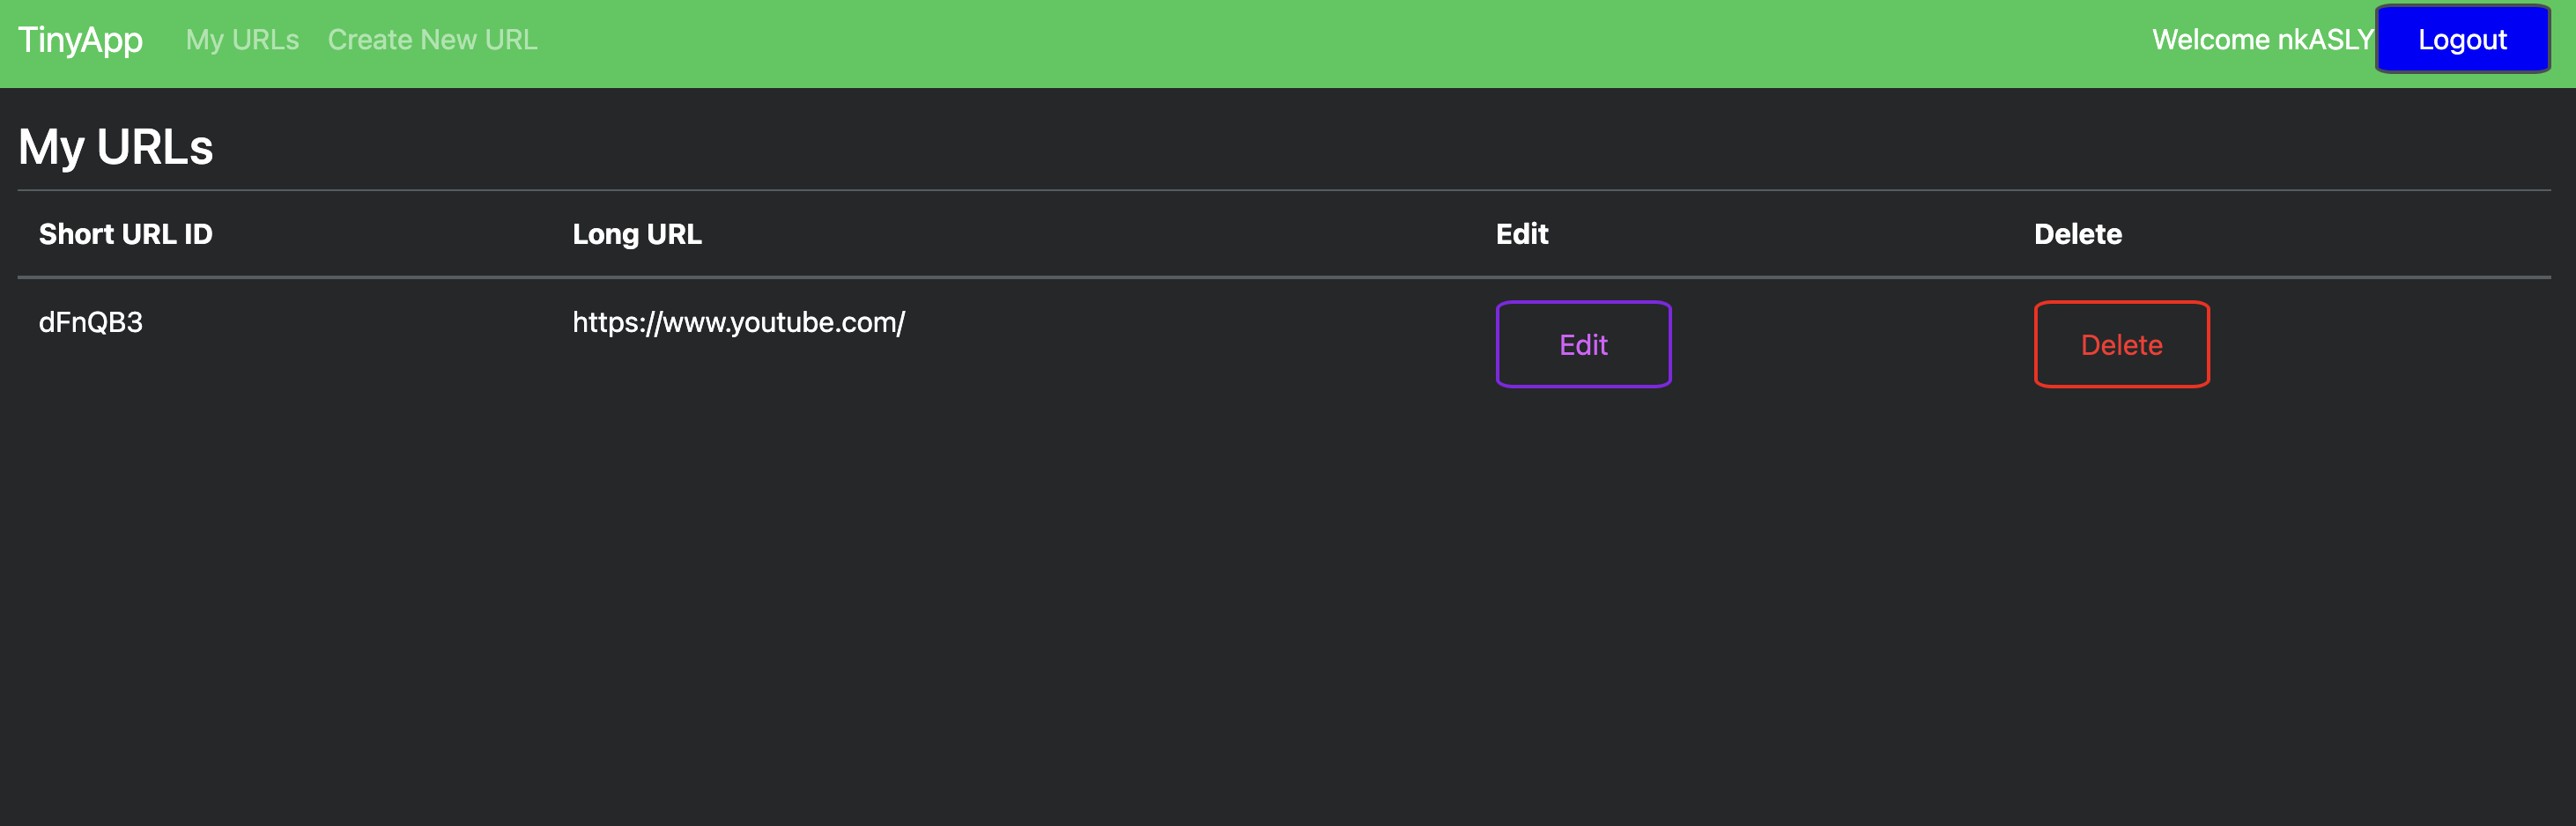 TinyApp My URLs Create New URL Welcome nkASLY Logout
My URLs
Short URL ID Long URL Edit Delete
dFnQB3 https://www.youtube.com/ Edit Delete